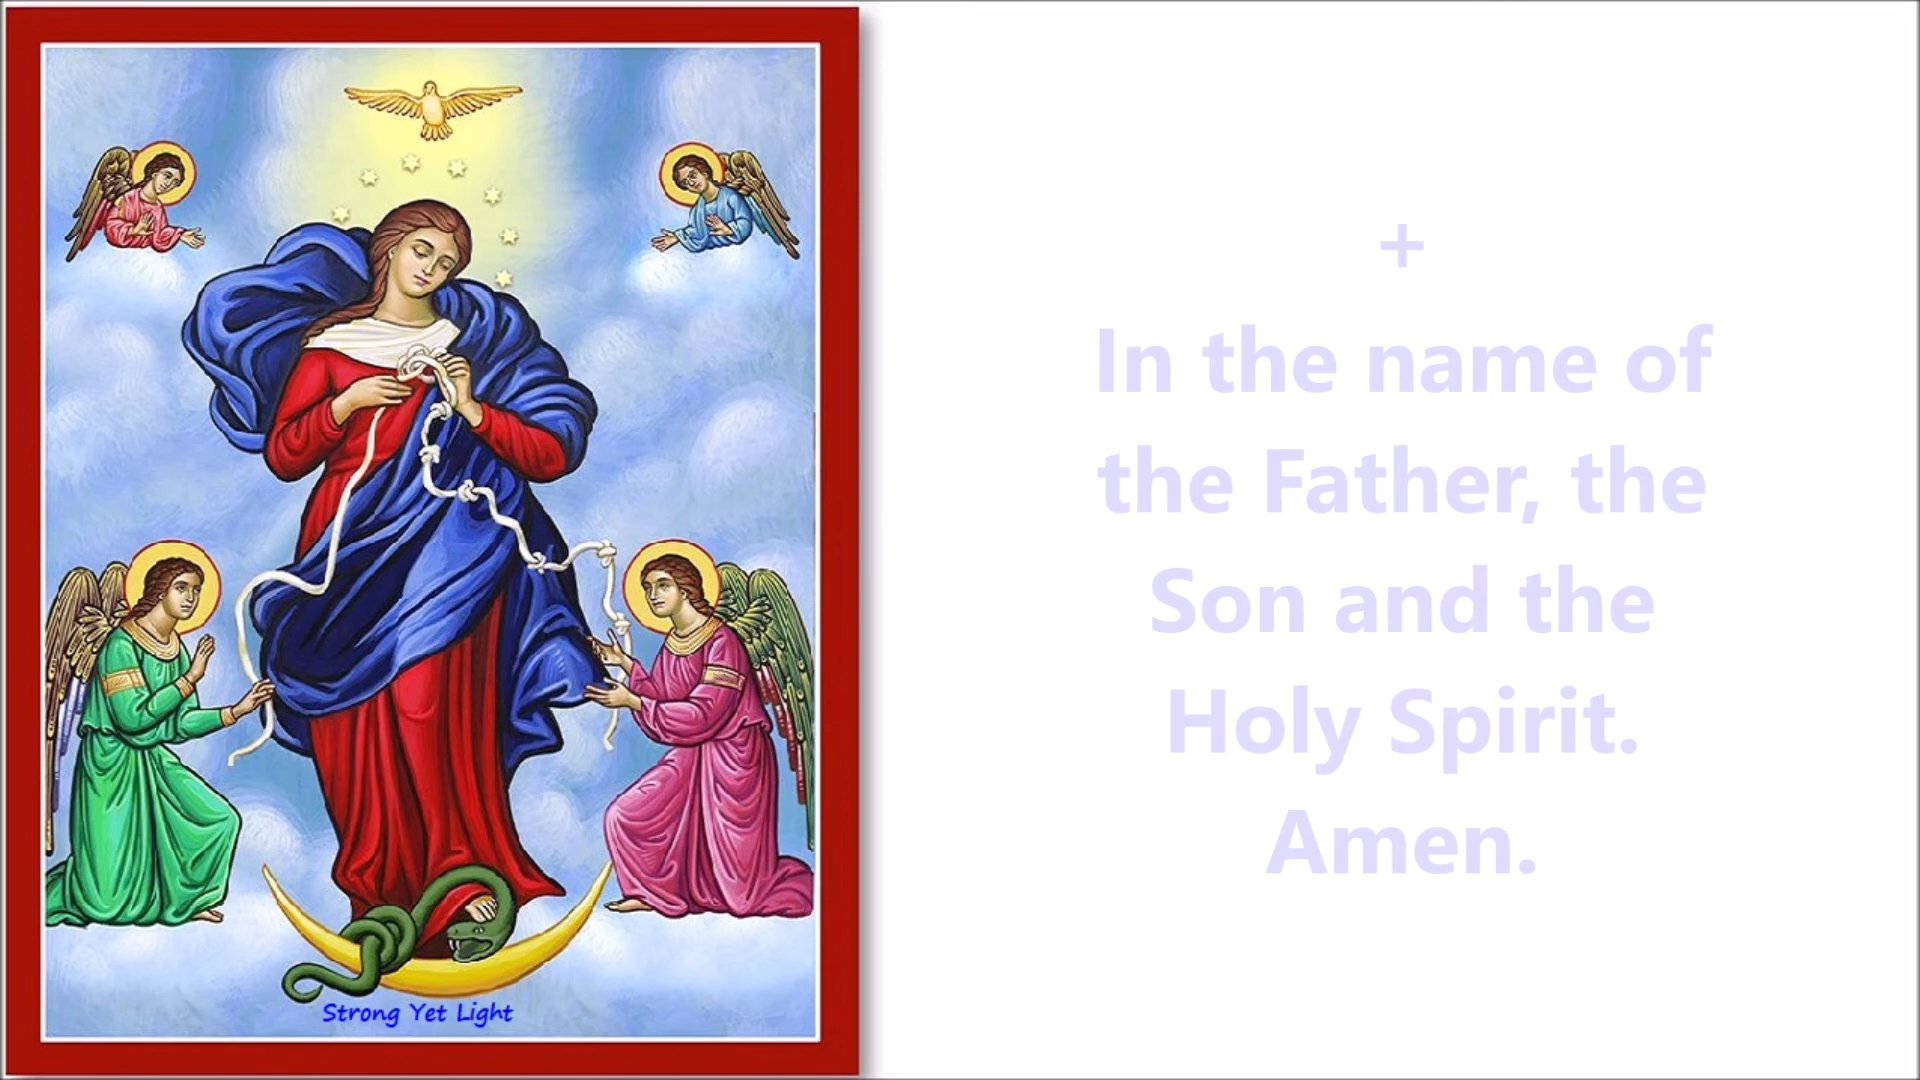 Strong Yet Light
+
In the name of
the Father, the
Son and the
Holy Spirit.
Amen.